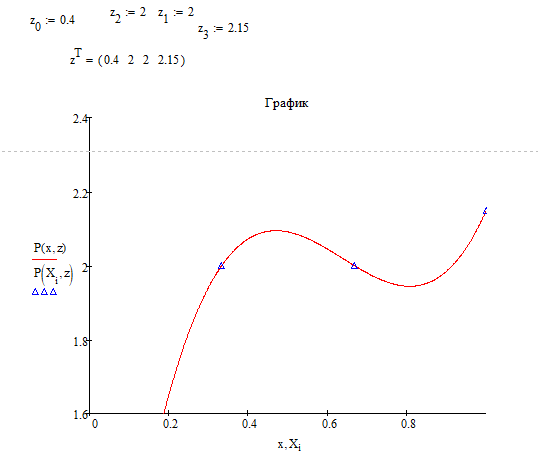 z0 := 0.4 z2 := 2 z1 := 2 z3 := 2.15
z^T = (0.4 2 2 2.15)
График
2.4
2.2
P(x,z)
P(Xi,z)
2
1.8
1.6
0 0.2 0.4 0.6 0.8
x,Xi